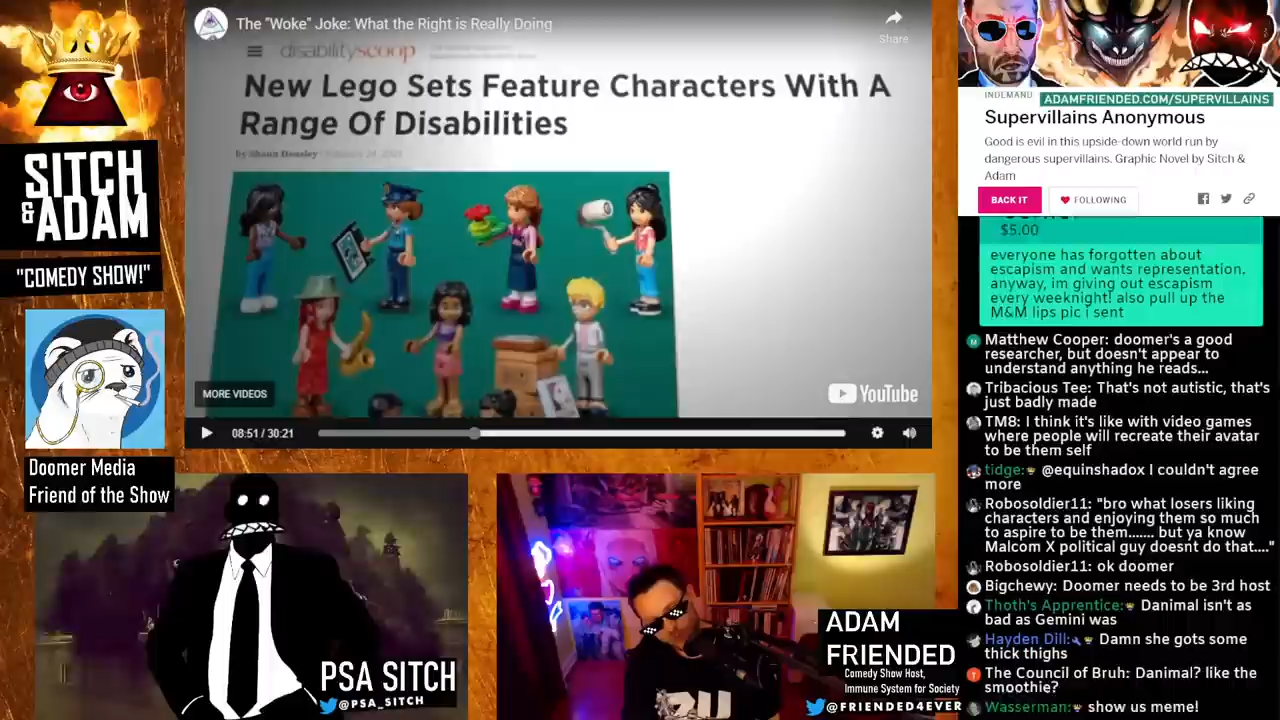 The "Woke" Joke: What the Right is Really Doing
Share
disabilityscoop
New Lego Sets Feature Characters With A
Range Of Disabilities
by Shaun Heasley
MORE VIDEOS
YouTube
08:51 / 30:21
SITCH
& ADAM
"COMEDY SHOW!"
Doomer Media
Friend of the Show
PSA SITCH
@PSA_SITCH
ADAM
FRIENDED
Comedy Show Host,
Immune System for Society
@FRIENDED4EVER
INDEMAND
ADAMFRIENDED.COM/SUPERVILLAINS
Supervillains Anonymous
Good is evil in this upside-down world run by
dangerous supervillains. Graphic Novel by Sitch &
Adam
BACK IT
FOLLOWING
$5.00
everyone has forgotten about
escapism and wants representation.
anyway, im giving out escapism
every weeknight! also pull up the
M&M lips pic i sent
Matthew Cooper: doomer's a good
researcher, but doesn't appear to
understand anything he reads...
Tribacious Tee: That's not autistic, that's
just badly made
TM8: I think it's like with video games
where people will recreate their avatar
to be them self
tidge: @equinshadox I couldn't agree
more
Robosoldier11: "bro what losers liking
characters and enjoying them so much
to aspire to be them....... but ya know
Malcom X political guy doesnt do that...."
Robosoldier11: ok doomer
Bigchewy: Doomer needs to be 3rd host
Thoth's Apprentice: Danimal isn't as
bad as Gemini was
Hayden Dill: Damn she gots some
thick thighs
The Council of Bruh: Danimal? like the
smoothie?
Wasserman: show us meme!